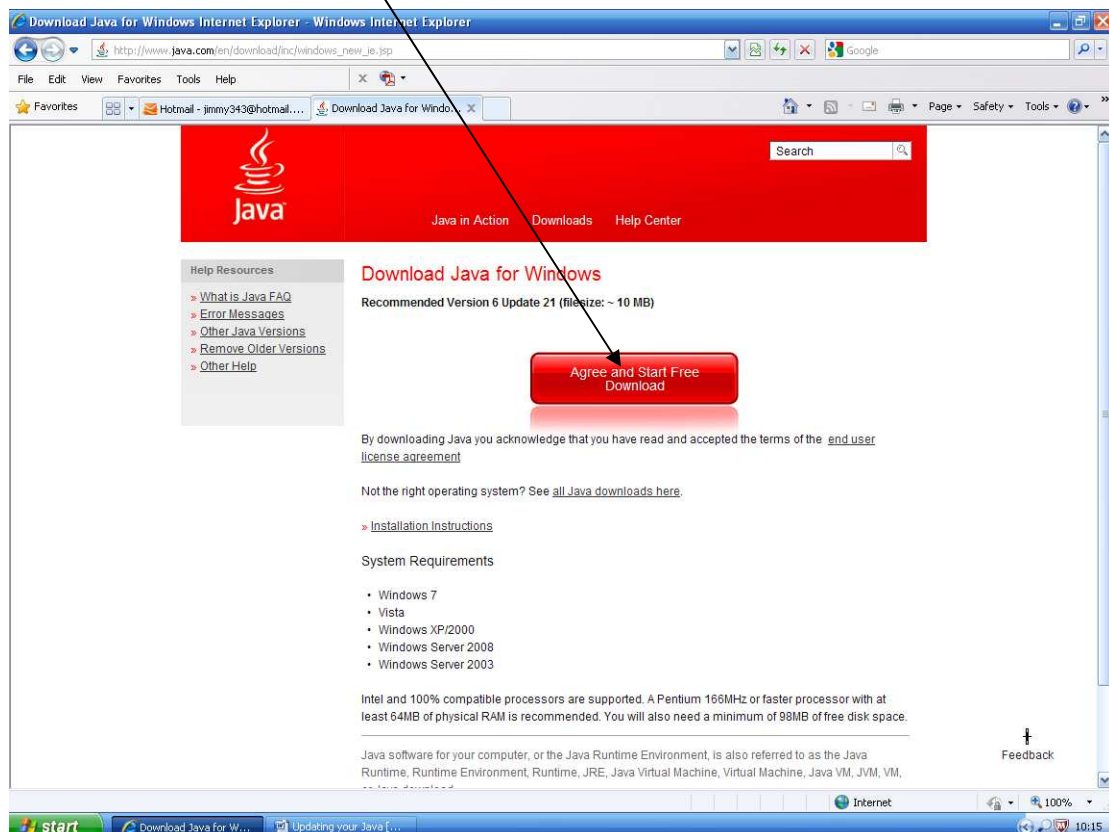 Download Java for Windows Internet Explorer - Windows Internet Explorer
http://www.java.com/en/download/inc/windows_new_ie.jsp
Google
File Edit View Favorites Tools Help
Favorites
Hotmail - jimmy343@hotmail....
Download Java for Windo...
Page Safety Tools
Java
Search
Java in Action Downloads Help Center
Help Resources
» What is Java FAQ
» Error Messages
» Other Java Versions
» Remove Older Versions
» Other Help
Download Java for Windows
Recommended Version 6 Update 21 (filesize: ~ 10 MB)
Agree and Start Free
Download
By downloading Java you acknowledge that you have read and accepted the terms of the end user
license agreement
Not the right operating system? See all Java downloads here.
» Installation Instructions
System Requirements
• Windows 7
• Vista
• Windows XP/2000
• Windows Server 2008
• Windows Server 2003
Intel and 100% compatible processors are supported. A Pentium 166MHz or faster processor with at
least 64MB of physical RAM is recommended. You will also need a minimum of 98MB of free disk space.
Feedback
Java software for your computer, or the Java Runtime Environment, is also referred to as the Java
Runtime, Runtime Environment, Runtime, JRE, Java Virtual Machine, Virtual Machine, Java VM, JVM, VM,
Internet
100%
start
Download Java for W...
Updating your Java [...
10:15